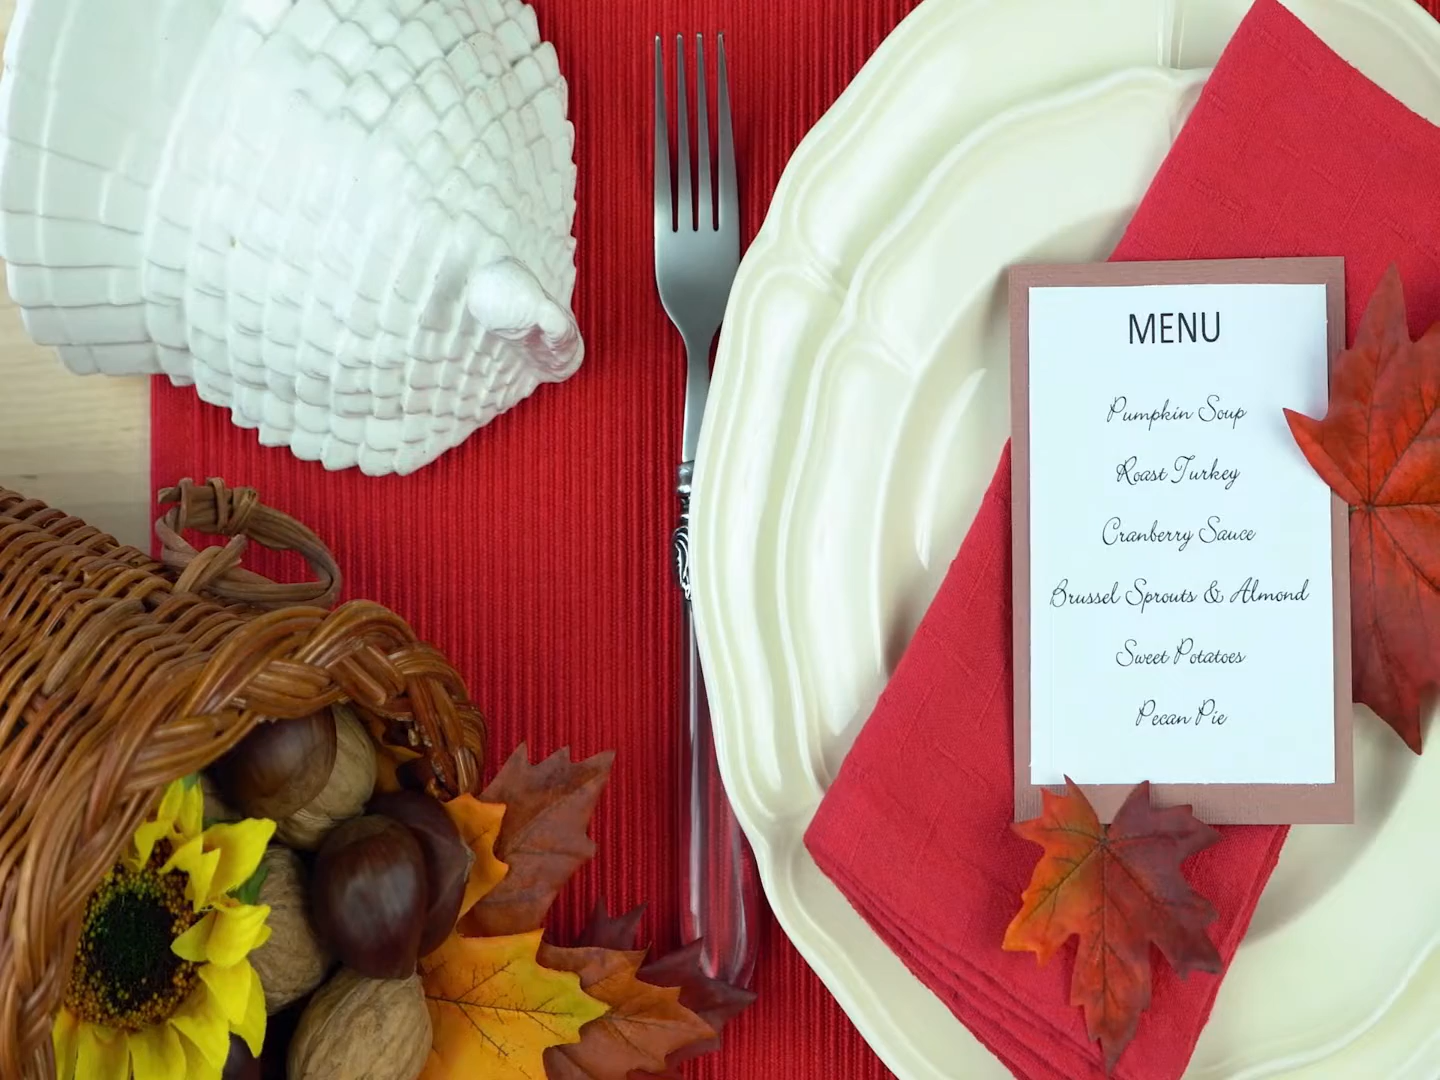 MENU
Pumpkin Soup
Roast Turkey
Cranberry Sauce
Brussel Sprouts & Almond
Sweet Potatoes
Pecan Pie